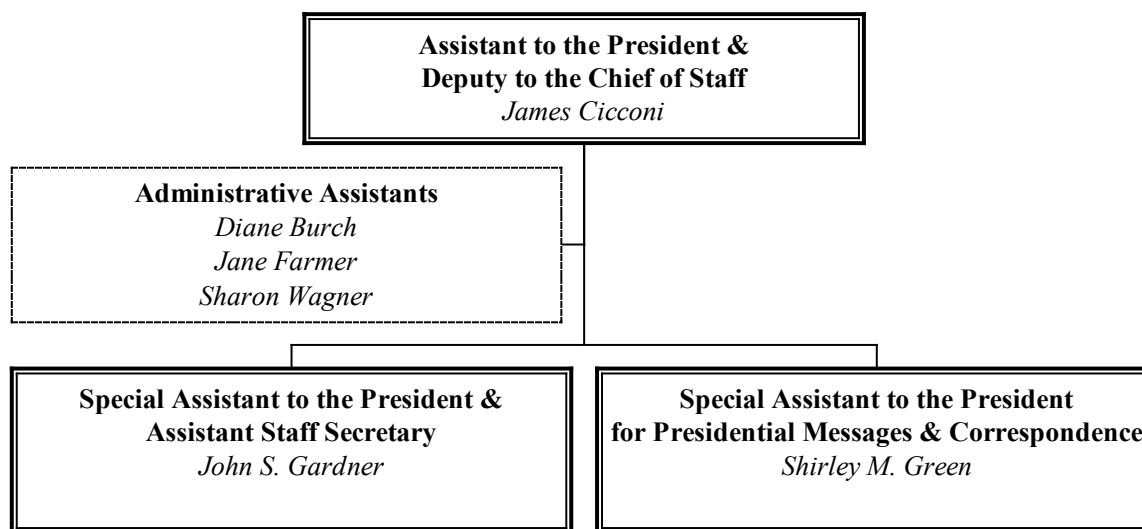 Assistant to the President &
Deputy to the Chief of Staff
James Cicconi
Administrative Assistants
Diane Burch
Jane Farmer
Sharon Wagner
Special Assistant to the President &
Assistant Staff Secretary
John S. Gardner
Special Assistant to the President
for Presidential Messages & Correspondence
Shirley M. Green